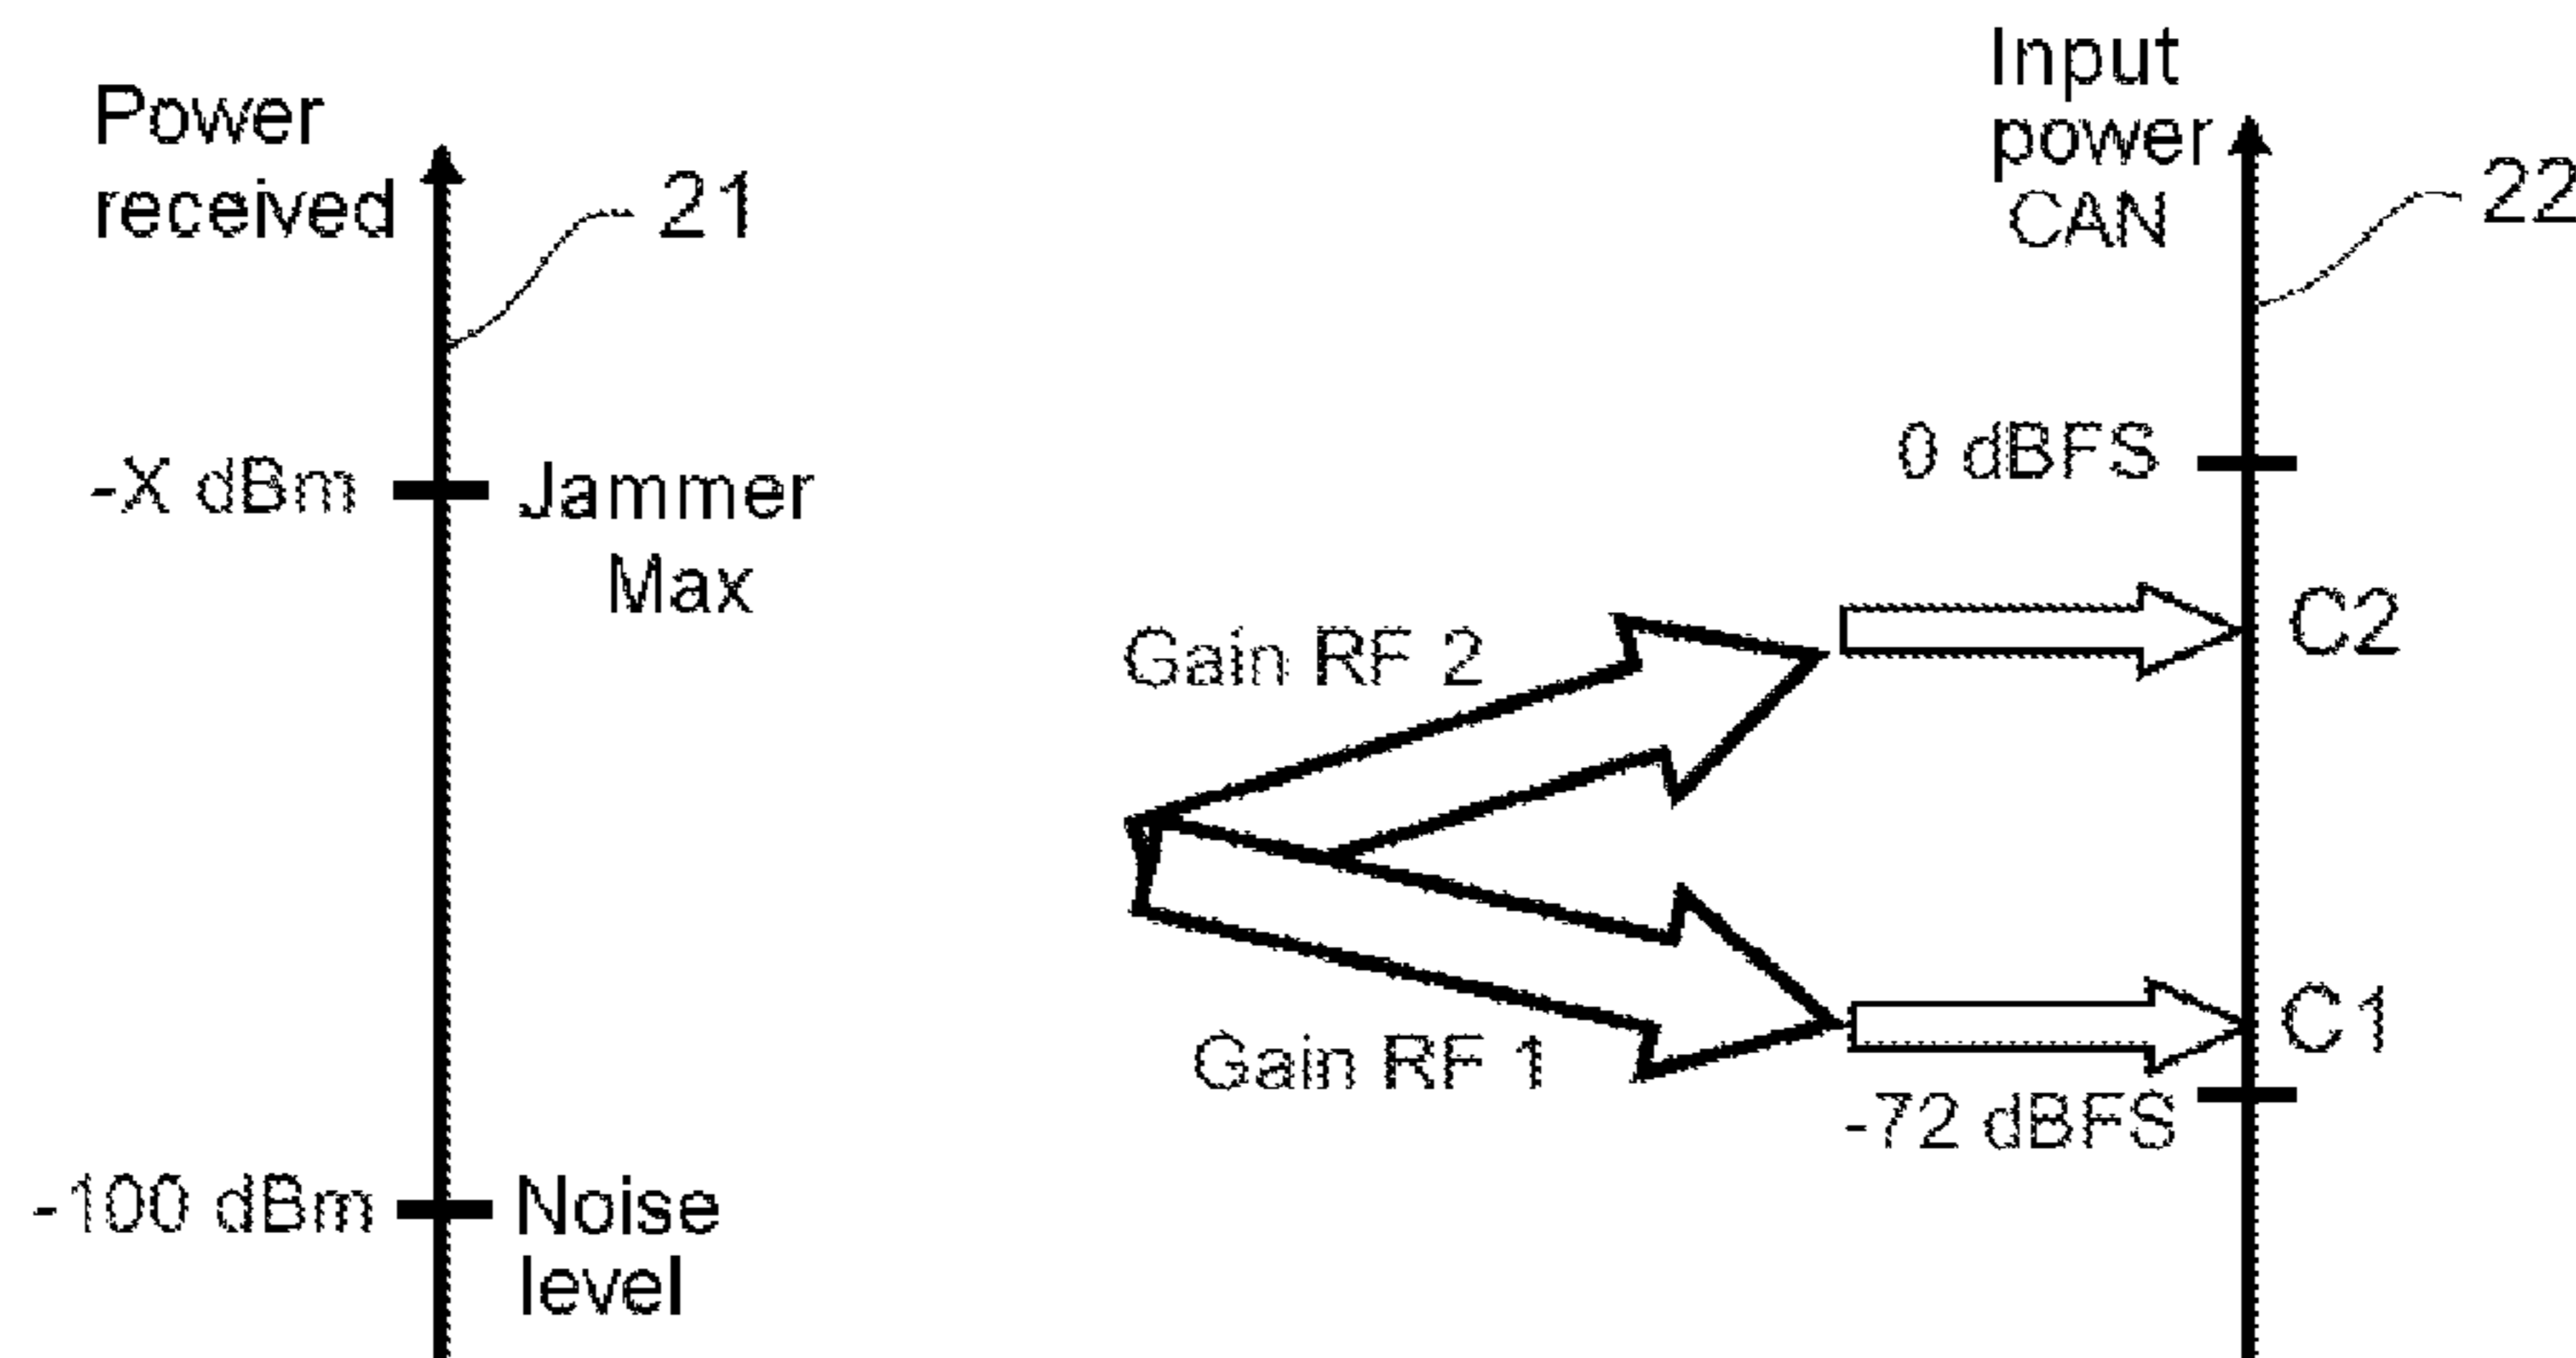 Power
received
21
-X dBm
Jammer
Max
-100 dBm
Noise
level
Gain RF 2
Gain RF 1
Input
power
CAN
22
0 dBFS
C2
C1
-72 dBFS